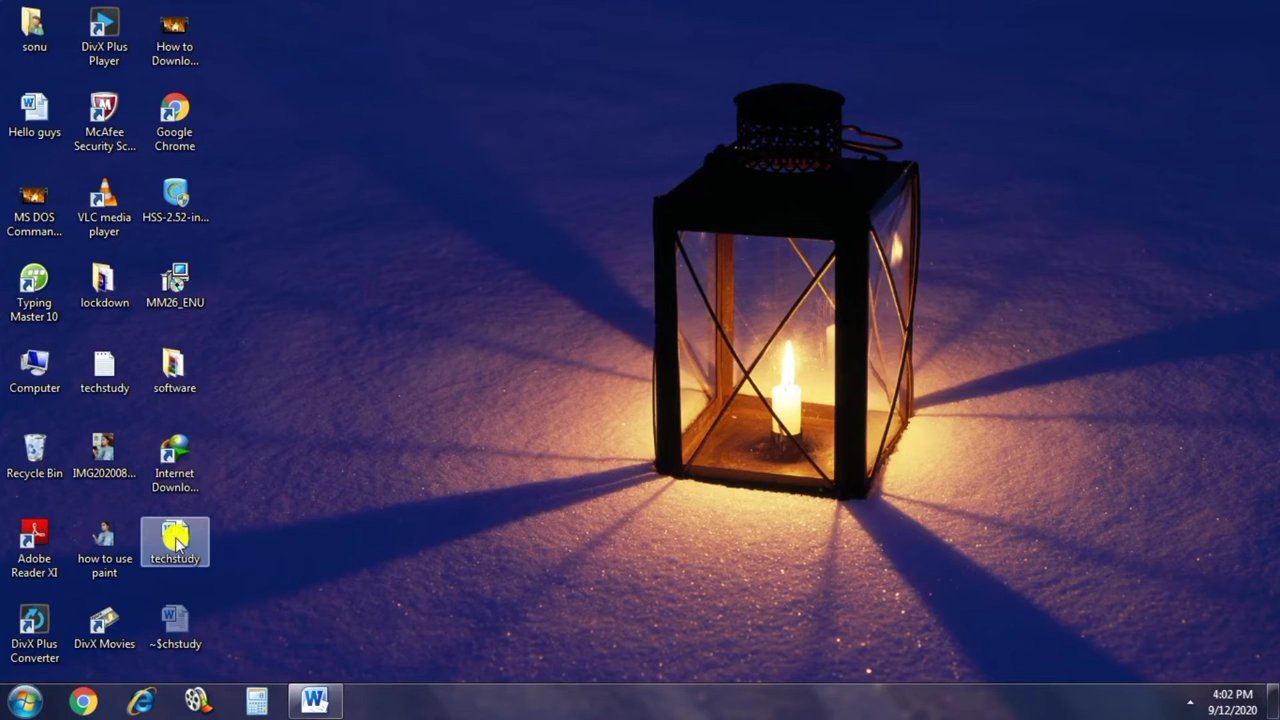 sonu
DivX Plus
Player
How to
Downlo...
Hello guys
McAfee
Security Sc...
Google
Chrome
MS DOS
Comman...
VLC media
player
HSS-2.52-in...
Typing
Master 10
lockdown
MM26_ENU
Computer
techstudy
software
Recycle Bin
IMG202008...
Internet
Downlo...
Adobe
Reader XI
how to use
paint
techstudy
DivX Plus
Converter
DivX Movies
~$chstudy
4:02 PM
9/12/2020